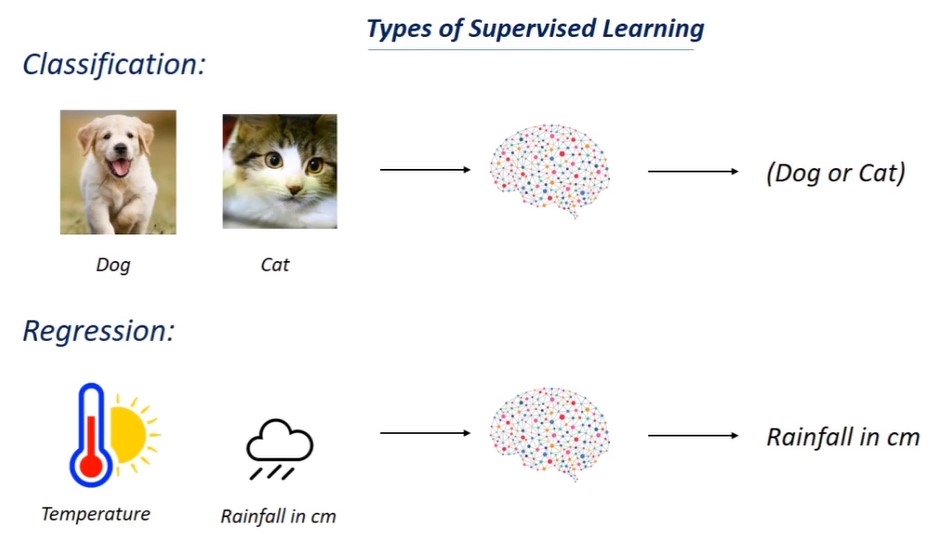 Types of Supervised Learning
Classification:
Dog
Cat
(Dog or Cat)
Regression:
Temperature
Rainfall in cm
Rainfall in cm